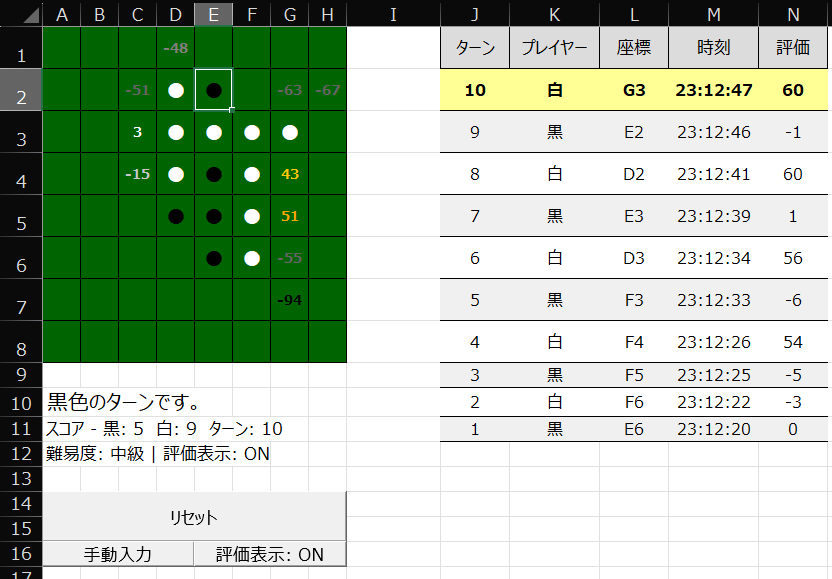 A B C D E F G H I J K L M N
1 -48 ターン プレイヤー 座標 時刻 評価
2 -51 -63 -67 10 白 G3 23:12:47 60
3 3 9 黒 E2 23:12:46 -1
4 -15 43 8 白 D2 23:12:41 60
5 51 7 黒 E3 23:12:39 1
6 -55 6 白 D3 23:12:34 56
7 -94 5 黒 F3 23:12:33 -6
8 4 白 F4 23:12:26 54
9 3 黒 F5 23:12:25 -5
10 黒色のターンです。 2 白 F6 23:12:22 -3
11 スコア - 黒: 5 白: 9 ターン: 10 1 黒 E6 23:12:20 0
12 難易度: 中級 | 評価表示: ON
13
14
リセット
15
16 手動入力 評価表示: ON
17